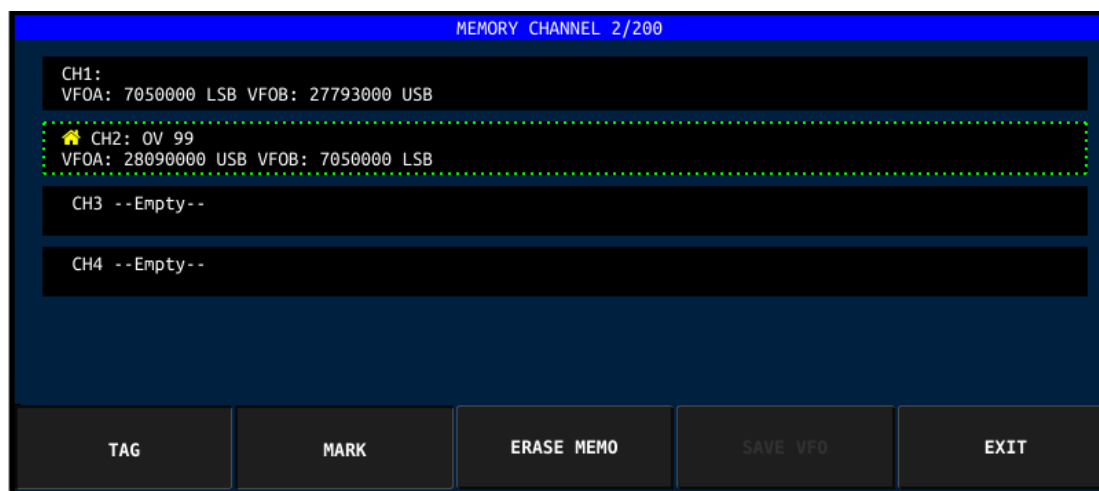 MEMORY CHANNEL 2/200
CH1:
VFOA: 7050000 LSB VFOB: 27793000 USB
CH2: OV 99
VFOA: 28090000 USB VFOB: 7050000 LSB
CH3 --Empty--
CH4 --Empty--
TAG MARK ERASE MEMO SAVE VFO EXIT